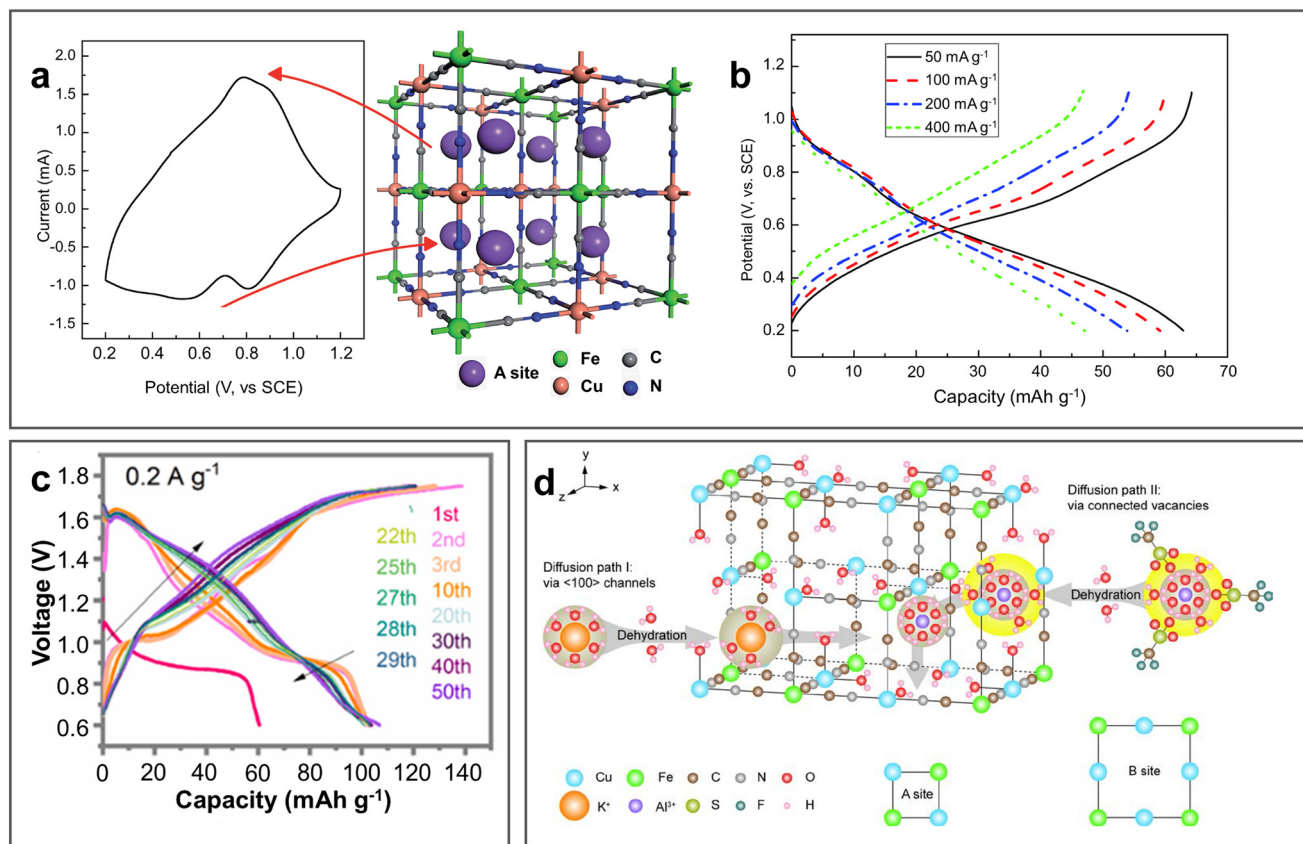 a
2.0
1.5
1.0
0.5
0.0
-0.5
-1.0
-1.5
Current (mA)
0.2 0.4 0.6 0.8 1.0 1.2
Potential (V, vs SCE)
A site
Fe
Cu
C
N
b
50 mA g⁻¹
100 mA g⁻¹
200 mA g⁻¹
400 mA g⁻¹
1.2
1.0
0.8
0.6
0.4
0.2
Potential (V, vs. SCE)
0 10 20 30 40 50 60 70 80
Capacity (mAh g⁻¹)
c
0.2 A g⁻¹
1.8
1.6
1.4
1.2
1.0
0.8
0.6
Voltage (V)
1st
22th 2nd
25th 3rd
27th 10th
28th 20th
29th 30th
40th
50th
0 20 40 60 80 100 120 140
Capacity (mAh g⁻¹)
d
y
x
z
Diffusion path I:
via <100> channels
Dehydration
Diffusion path II:
via connected vacancies
Dehydration
Cu Fe C N O
K⁺ Al³⁺ S F H
A site
B site